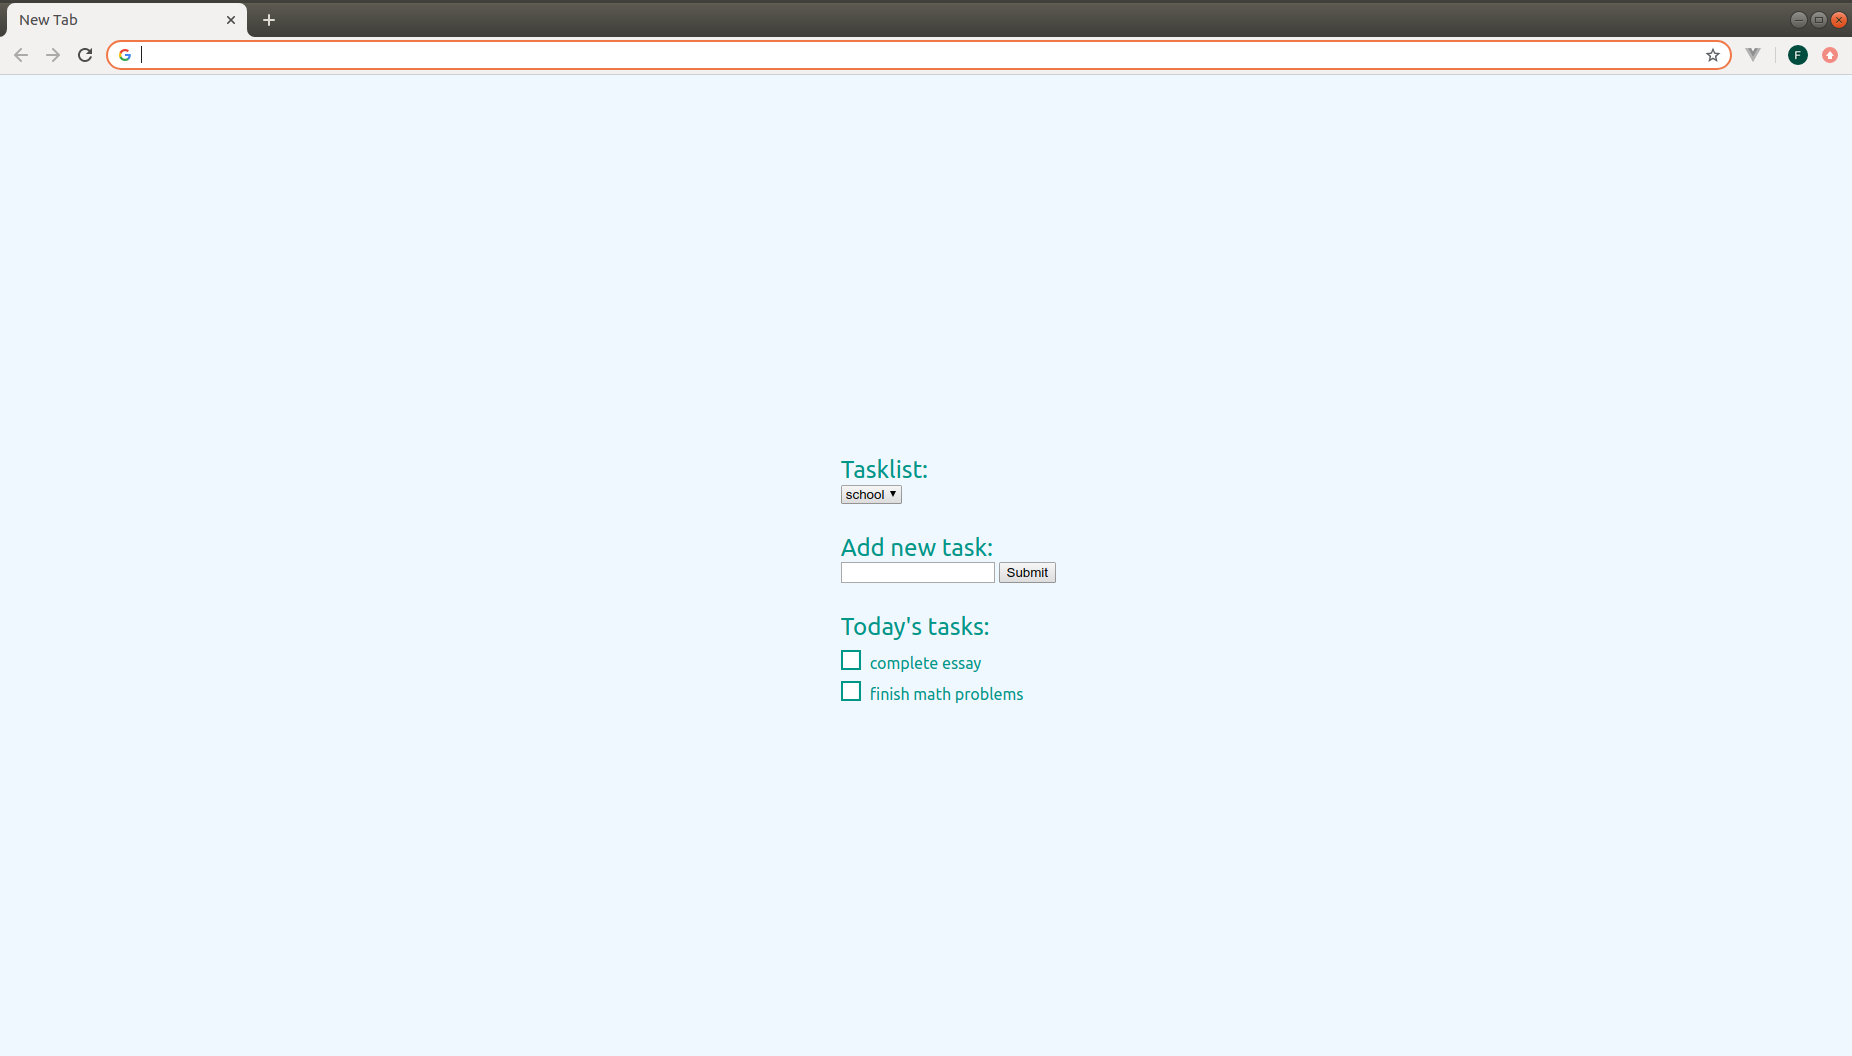 New Tab
F
Tasklist:
school
Add new task:
Submit
Today's tasks:
complete essay
finish math problems